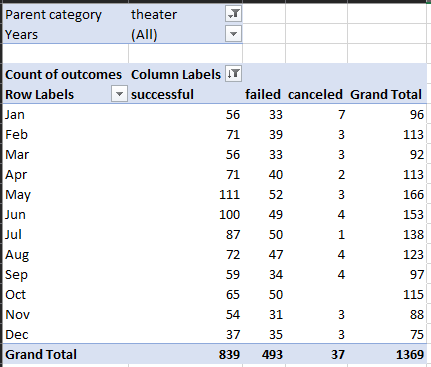 Parent category theater
Years (All)
Count of outcomes Column Labels
Row Labels successful failed canceled Grand Total
Jan 56 33 7 96
Feb 71 39 3 113
Mar 56 33 3 92
Apr 71 40 2 113
May 111 52 3 166
Jun 100 49 4 153
Jul 87 50 1 138
Aug 72 47 4 123
Sep 59 34 4 97
Oct 65 50 115
Nov 54 31 3 88
Dec 37 35 3 75
Grand Total 839 493 37 1369